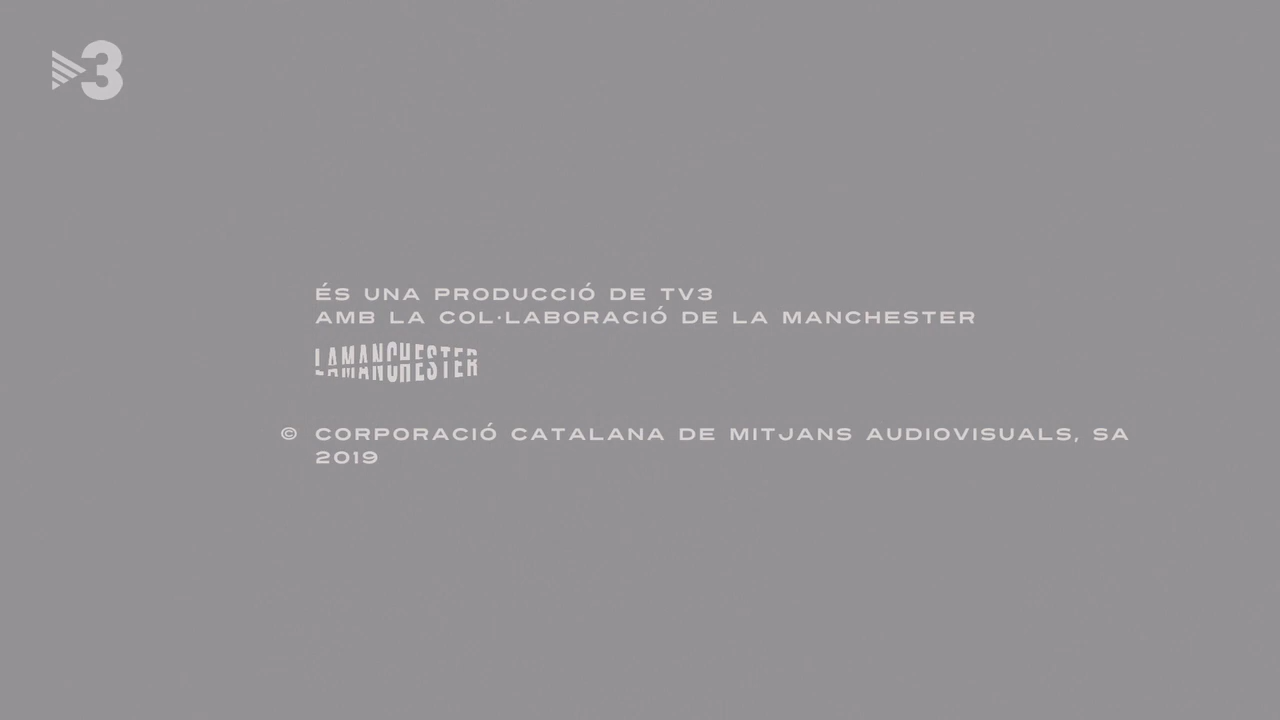 3
ÉS UNA PRODUCCIÓ DE TV3
AMB LA COL·LABORACIÓ DE LA MANCHESTER
LAMANCHESTER
© CORPORACIÓ CATALANA DE MITJANS AUDIOVISUALS, SA
2019